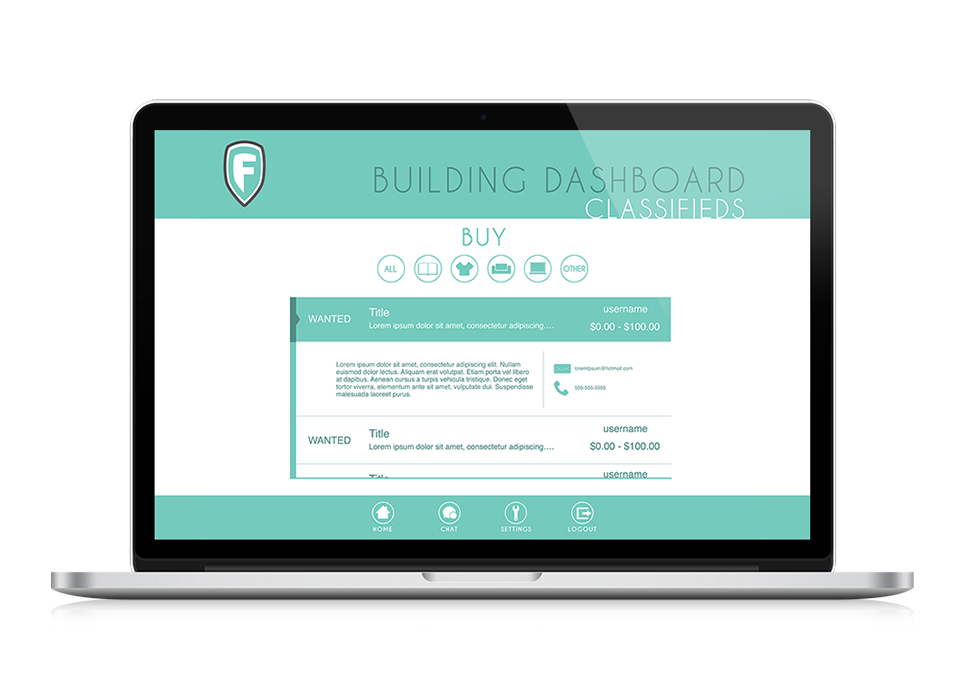 F
BUILDING DASHBOARD
CLASSIFIEDS
BUY
ALL
OTHER
WANTED
Title
Lorem ipsum dolor sit amet, consectetur adipiscing....
username
$0.00 - $100.00
Lorem ipsum dolor sit amet, consectetur adipiscing elit. Nullam
euismod dolor lectus. Aliquam erat volutpat. Etiam porta vel libero
at dapibus. Aenean cursus a turpis vehicula tristique. Donec eget
tortor viverra, elementum ante sit amet, vulputate dui. Suspendisse
malesuada laoreet purus.
loremipsum@hotmail.com
555-555-5555
WANTED
Title
Lorem ipsum dolor sit amet, consectetur adipiscing....
username
$0.00 - $100.00
Title
username
HOME
CHAT
SETTINGS
LOGOUT